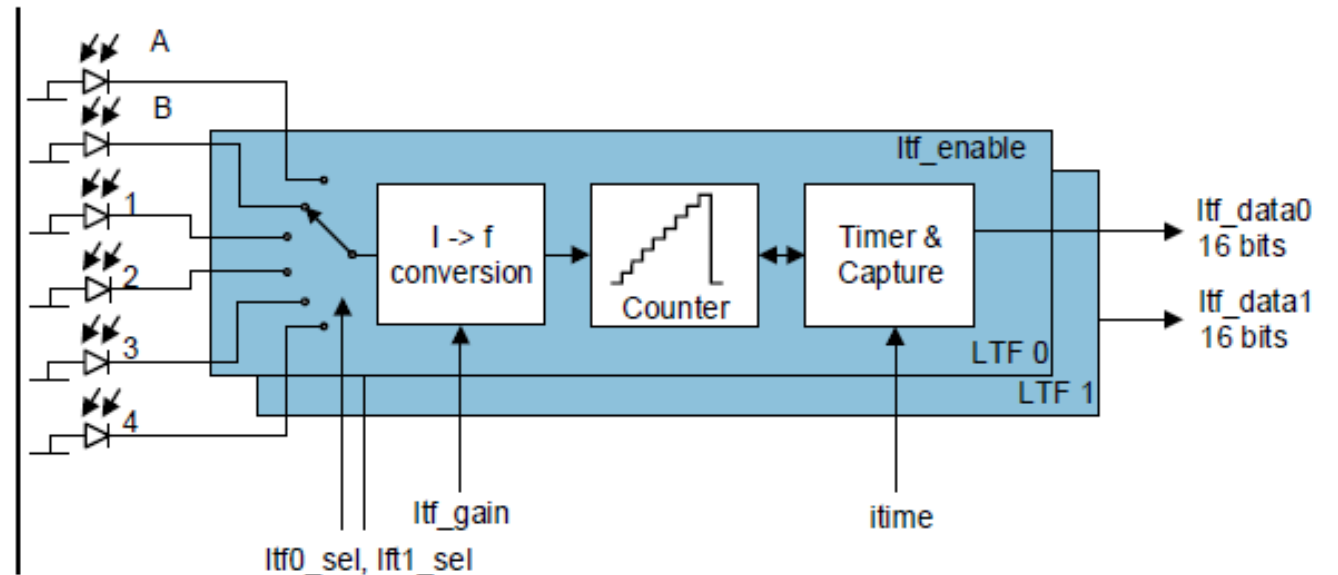 A
B
1
2
3
4
ltf_enable
I -> f
conversion
Counter
Timer &
Capture
LTF 0
LTF 1
ltf_data0
16 bits
ltf_data1
16 bits
ltf_gain
itime
ltf0_sel, lft1_sel